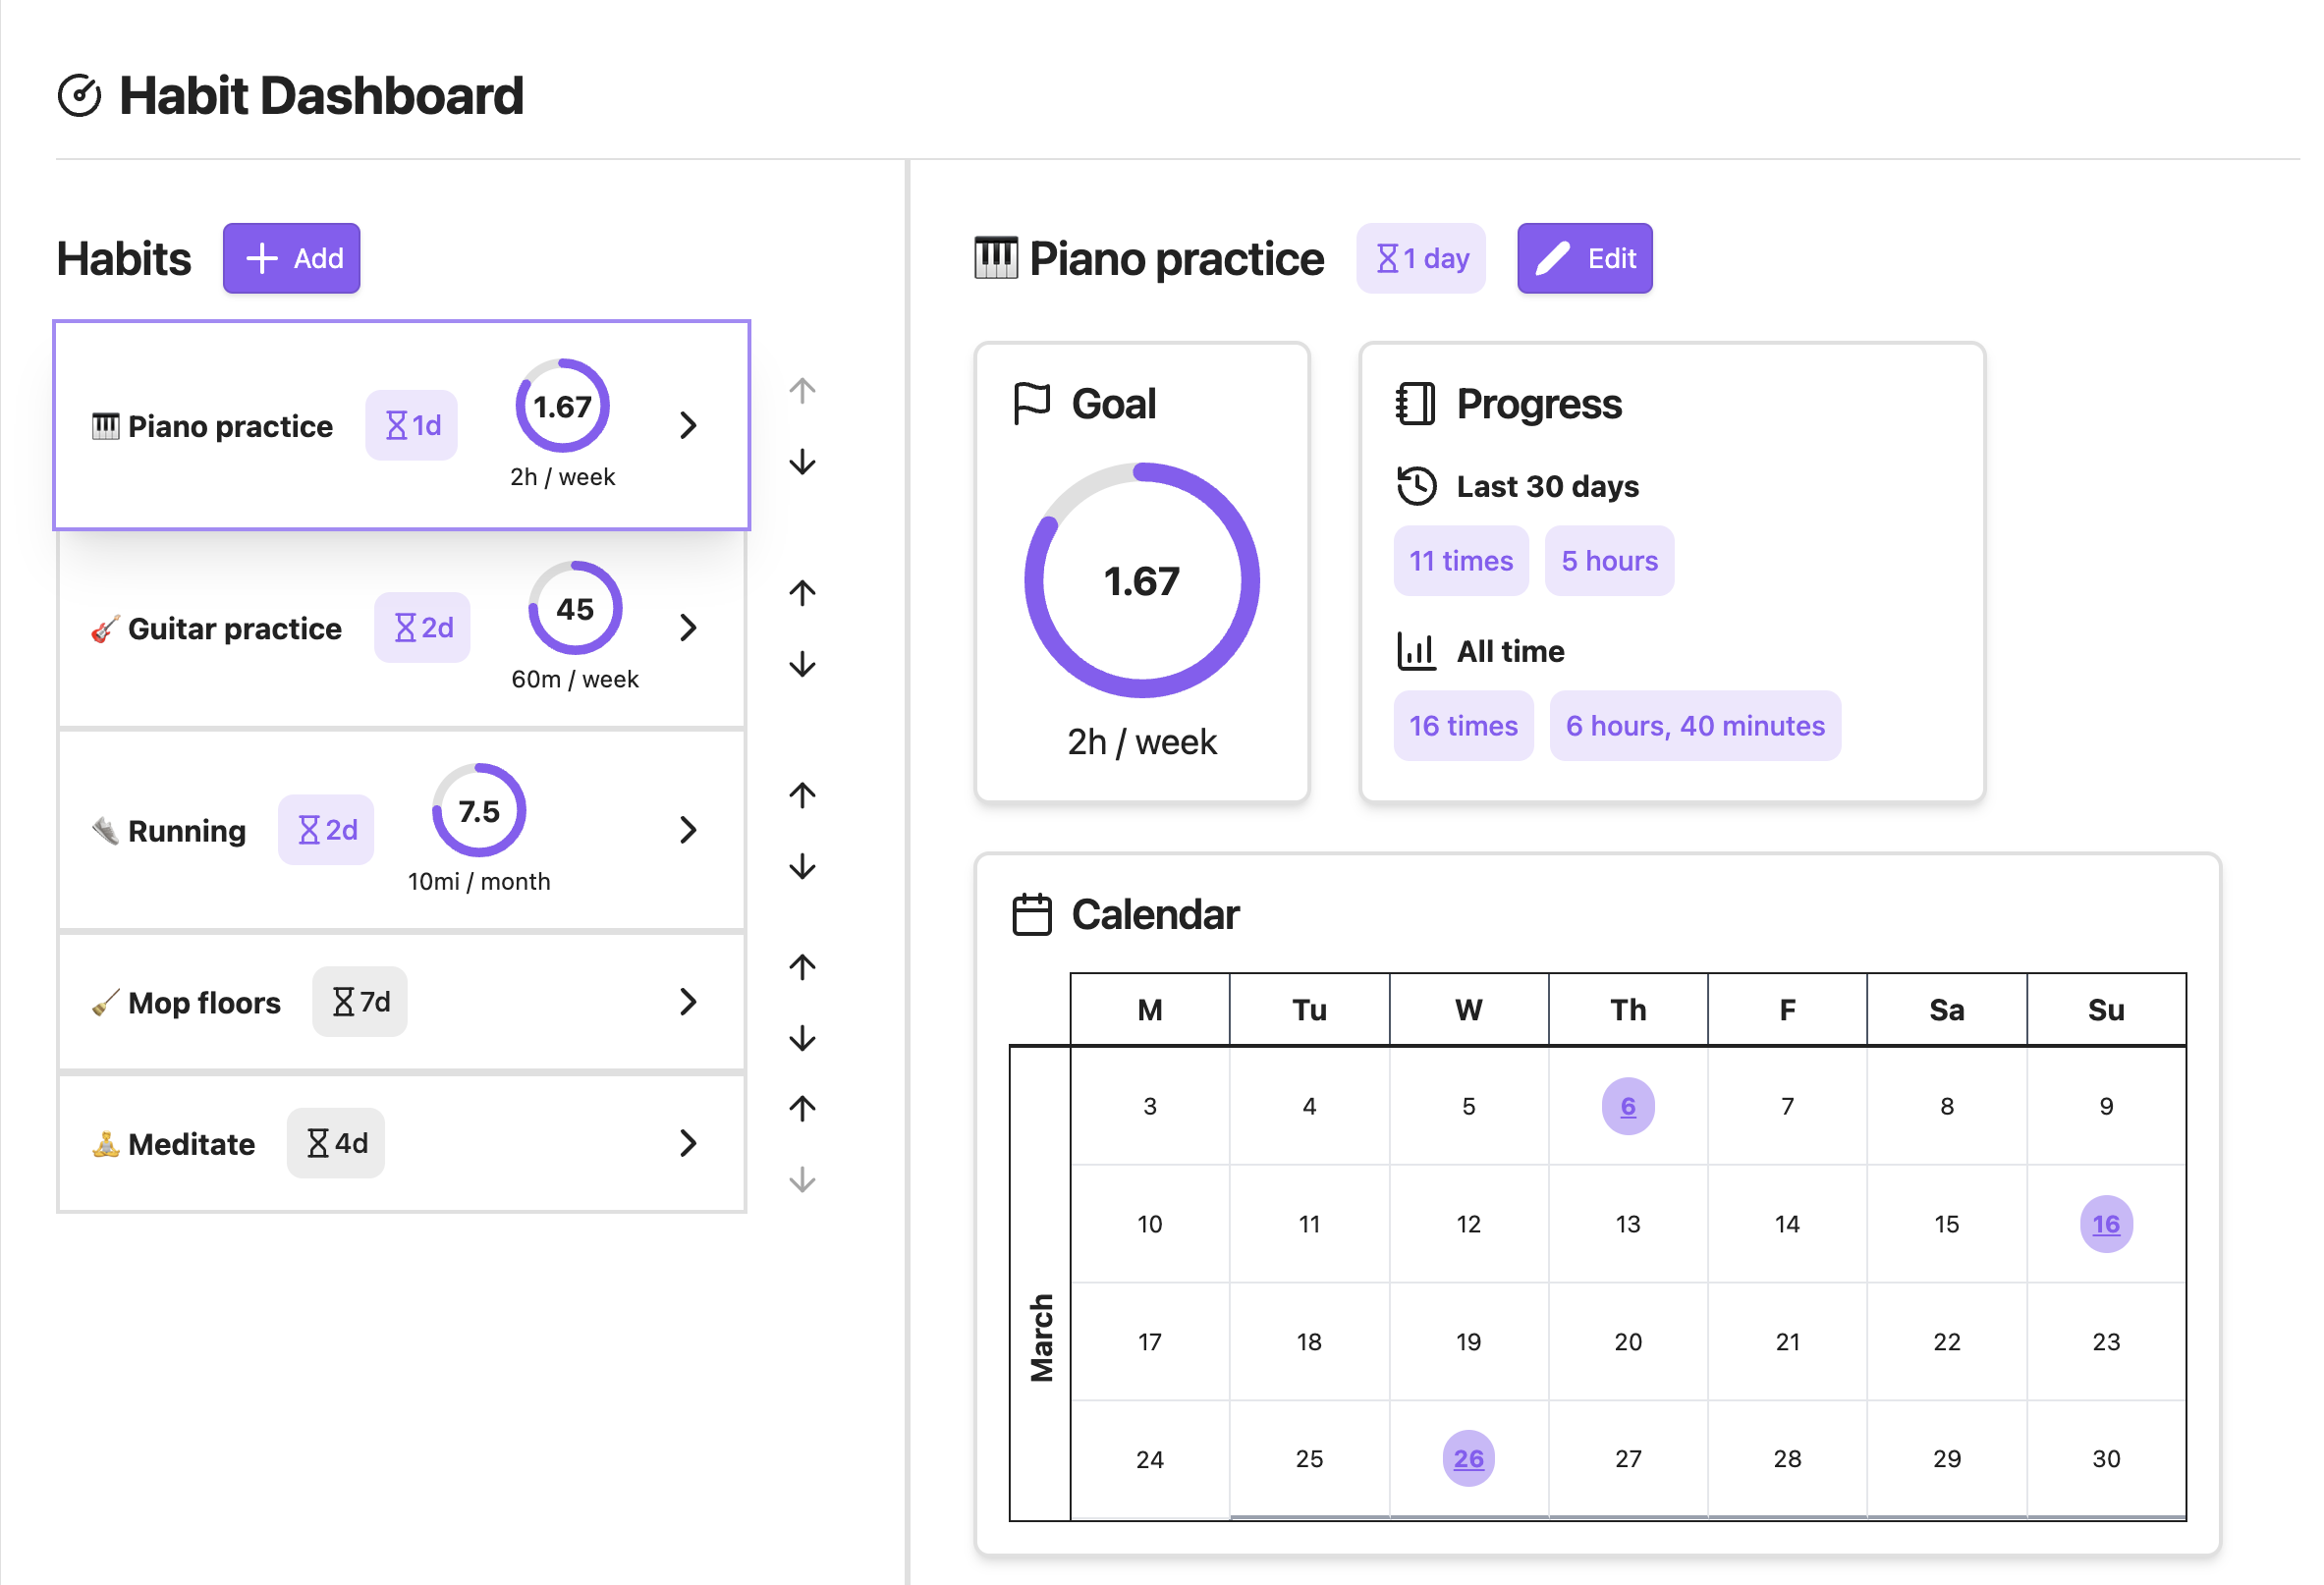 Habit Dashboard
Habits
Add
Piano practice
1d
1.67
2h / week
Guitar practice
2d
45
60m / week
Running
2d
7.5
10mi / month
Mop floors
7d
Meditate
4d
Piano practice
1 day
Edit
Goal
1.67
2h / week
Progress
Last 30 days
11 times
5 hours
All time
16 times
6 hours, 40 minutes
Calendar
M Tu W Th F Sa Su
March
3 4 5 6 7 8 9
10 11 12 13 14 15 16
17 18 19 20 21 22 23
24 25 26 27 28 29 30